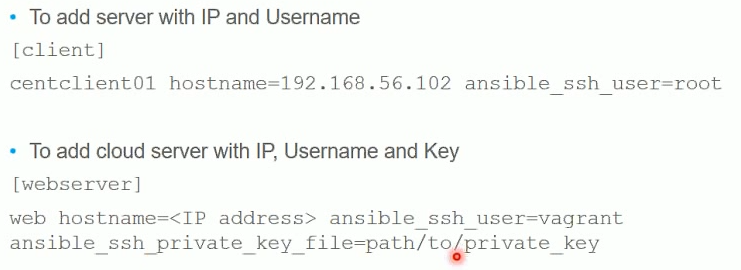 • To add server with IP and Username
[client]
centclient01 hostname=192.168.56.102 ansible_ssh_user=root
• To add cloud server with IP, Username and Key
[webserver]
web hostname=<IP address> ansible_ssh_user=vagrant
ansible_ssh_private_key_file=path/to/private_key